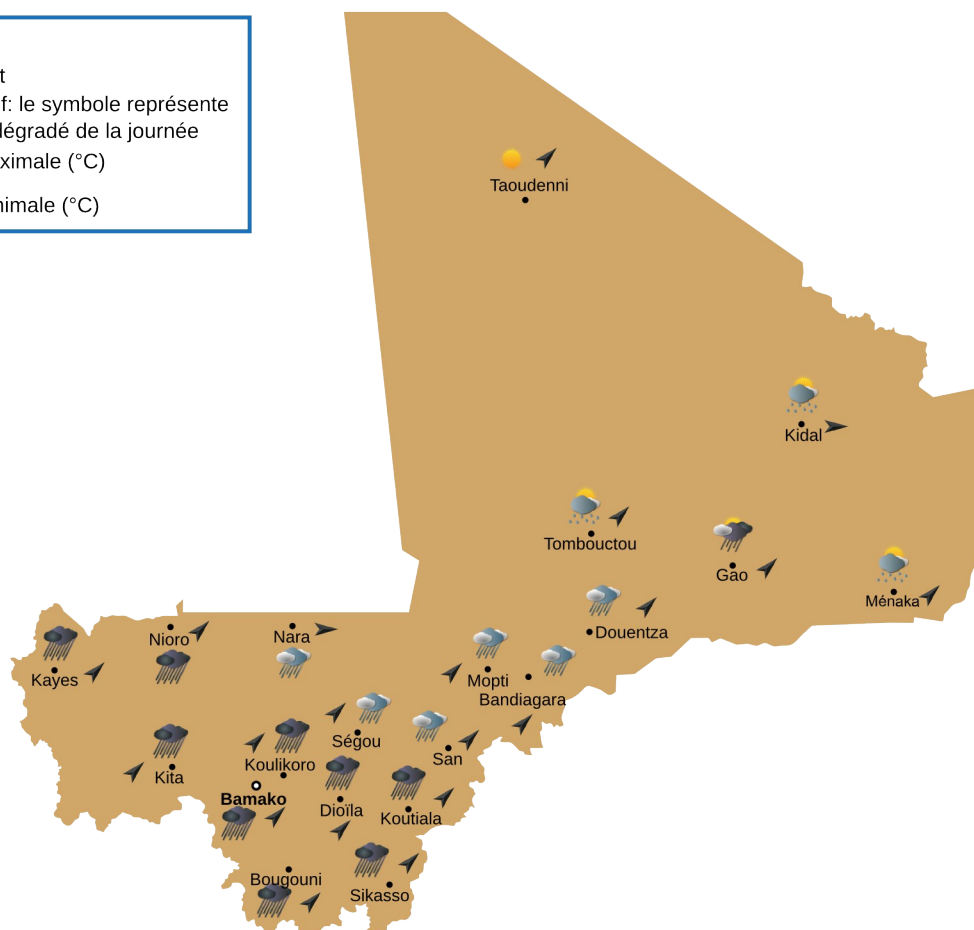 t
f: le symbole représente
dégradé de la journée
ximale (°C)
nimale (°C)
Taoudenni
Kidal
Tombouctou
Gao
Ménaka
Douentza
Nioro
Nara
Kayes
Mopti
Bandiagara
Ségou
San
Koulikoro
Kita
Bamako
Dioïla
Koutiala
Bougouni
Sikasso